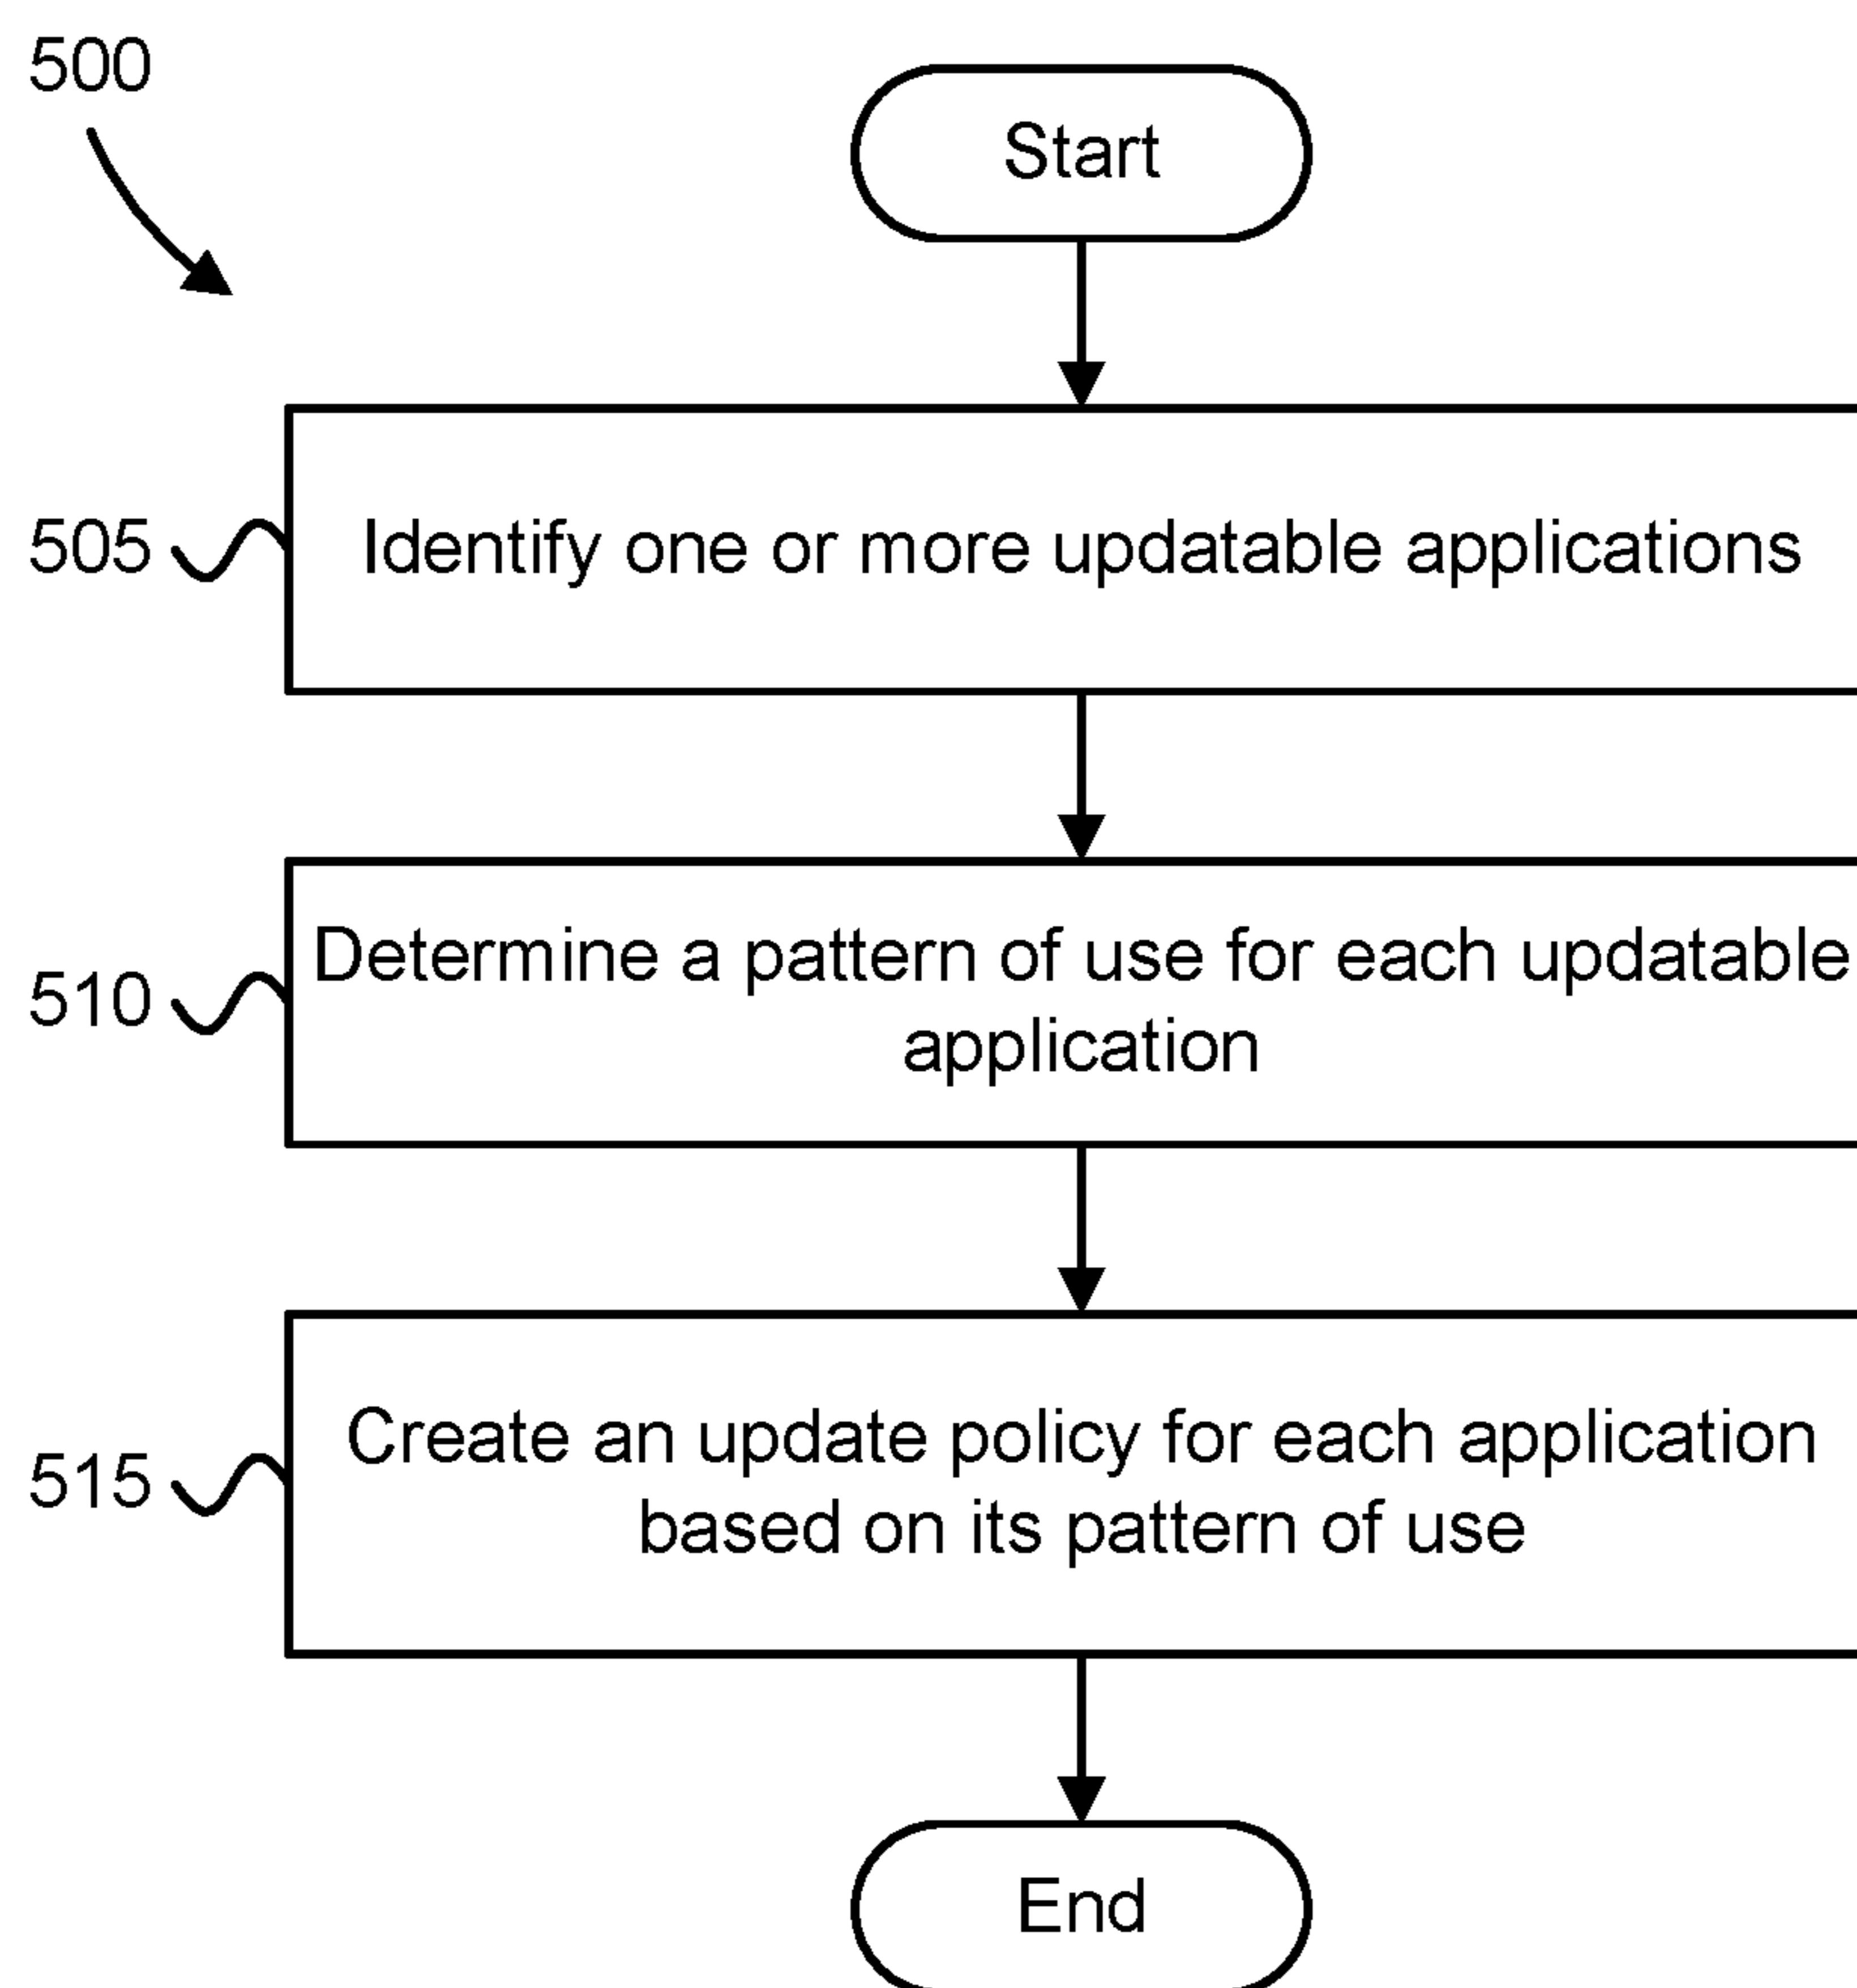 500
Start
505
Identify one or more updatable applications
510
Determine a pattern of use for each updatable
application
515
Create an update policy for each application
based on its pattern of use
End